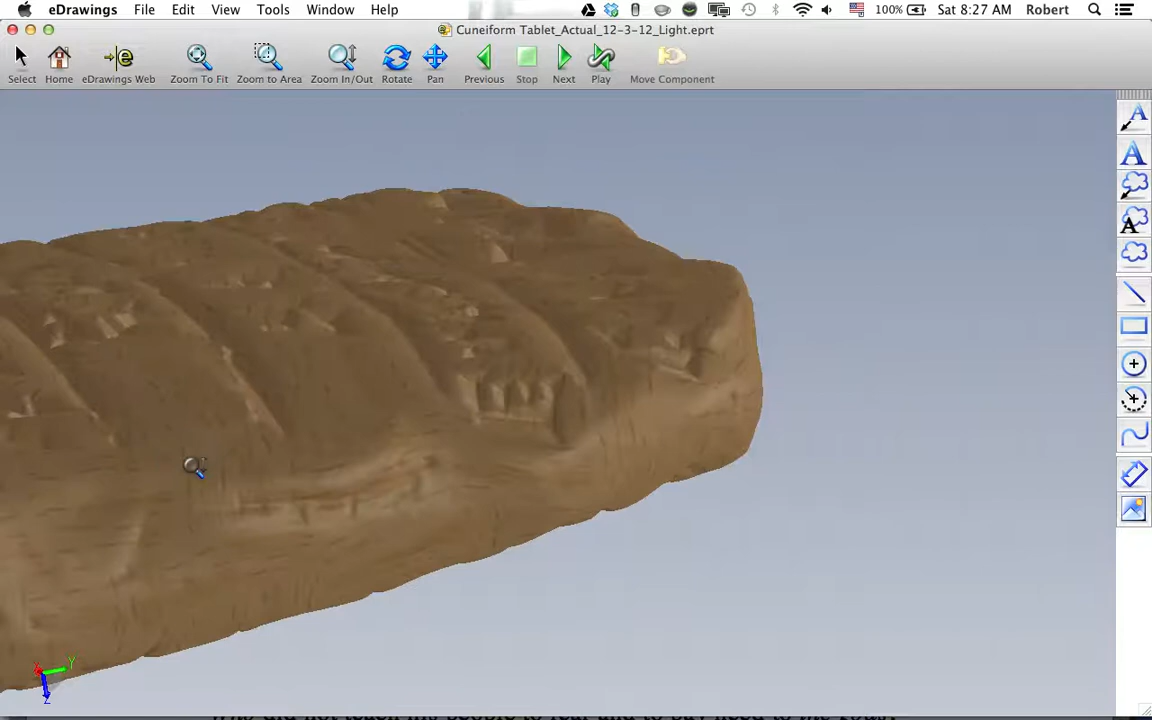 eDrawings File Edit View Tools Window Help 100% Sat 8:27 AM Robert
Cuneiform Tablet_Actual_12-3-12_Light.eprt
Select Home eDrawings Web Zoom To Fit Zoom to Area Zoom In/Out Rotate Pan Previous Stop Next Play Move Component
A
A
A
X Y
Z